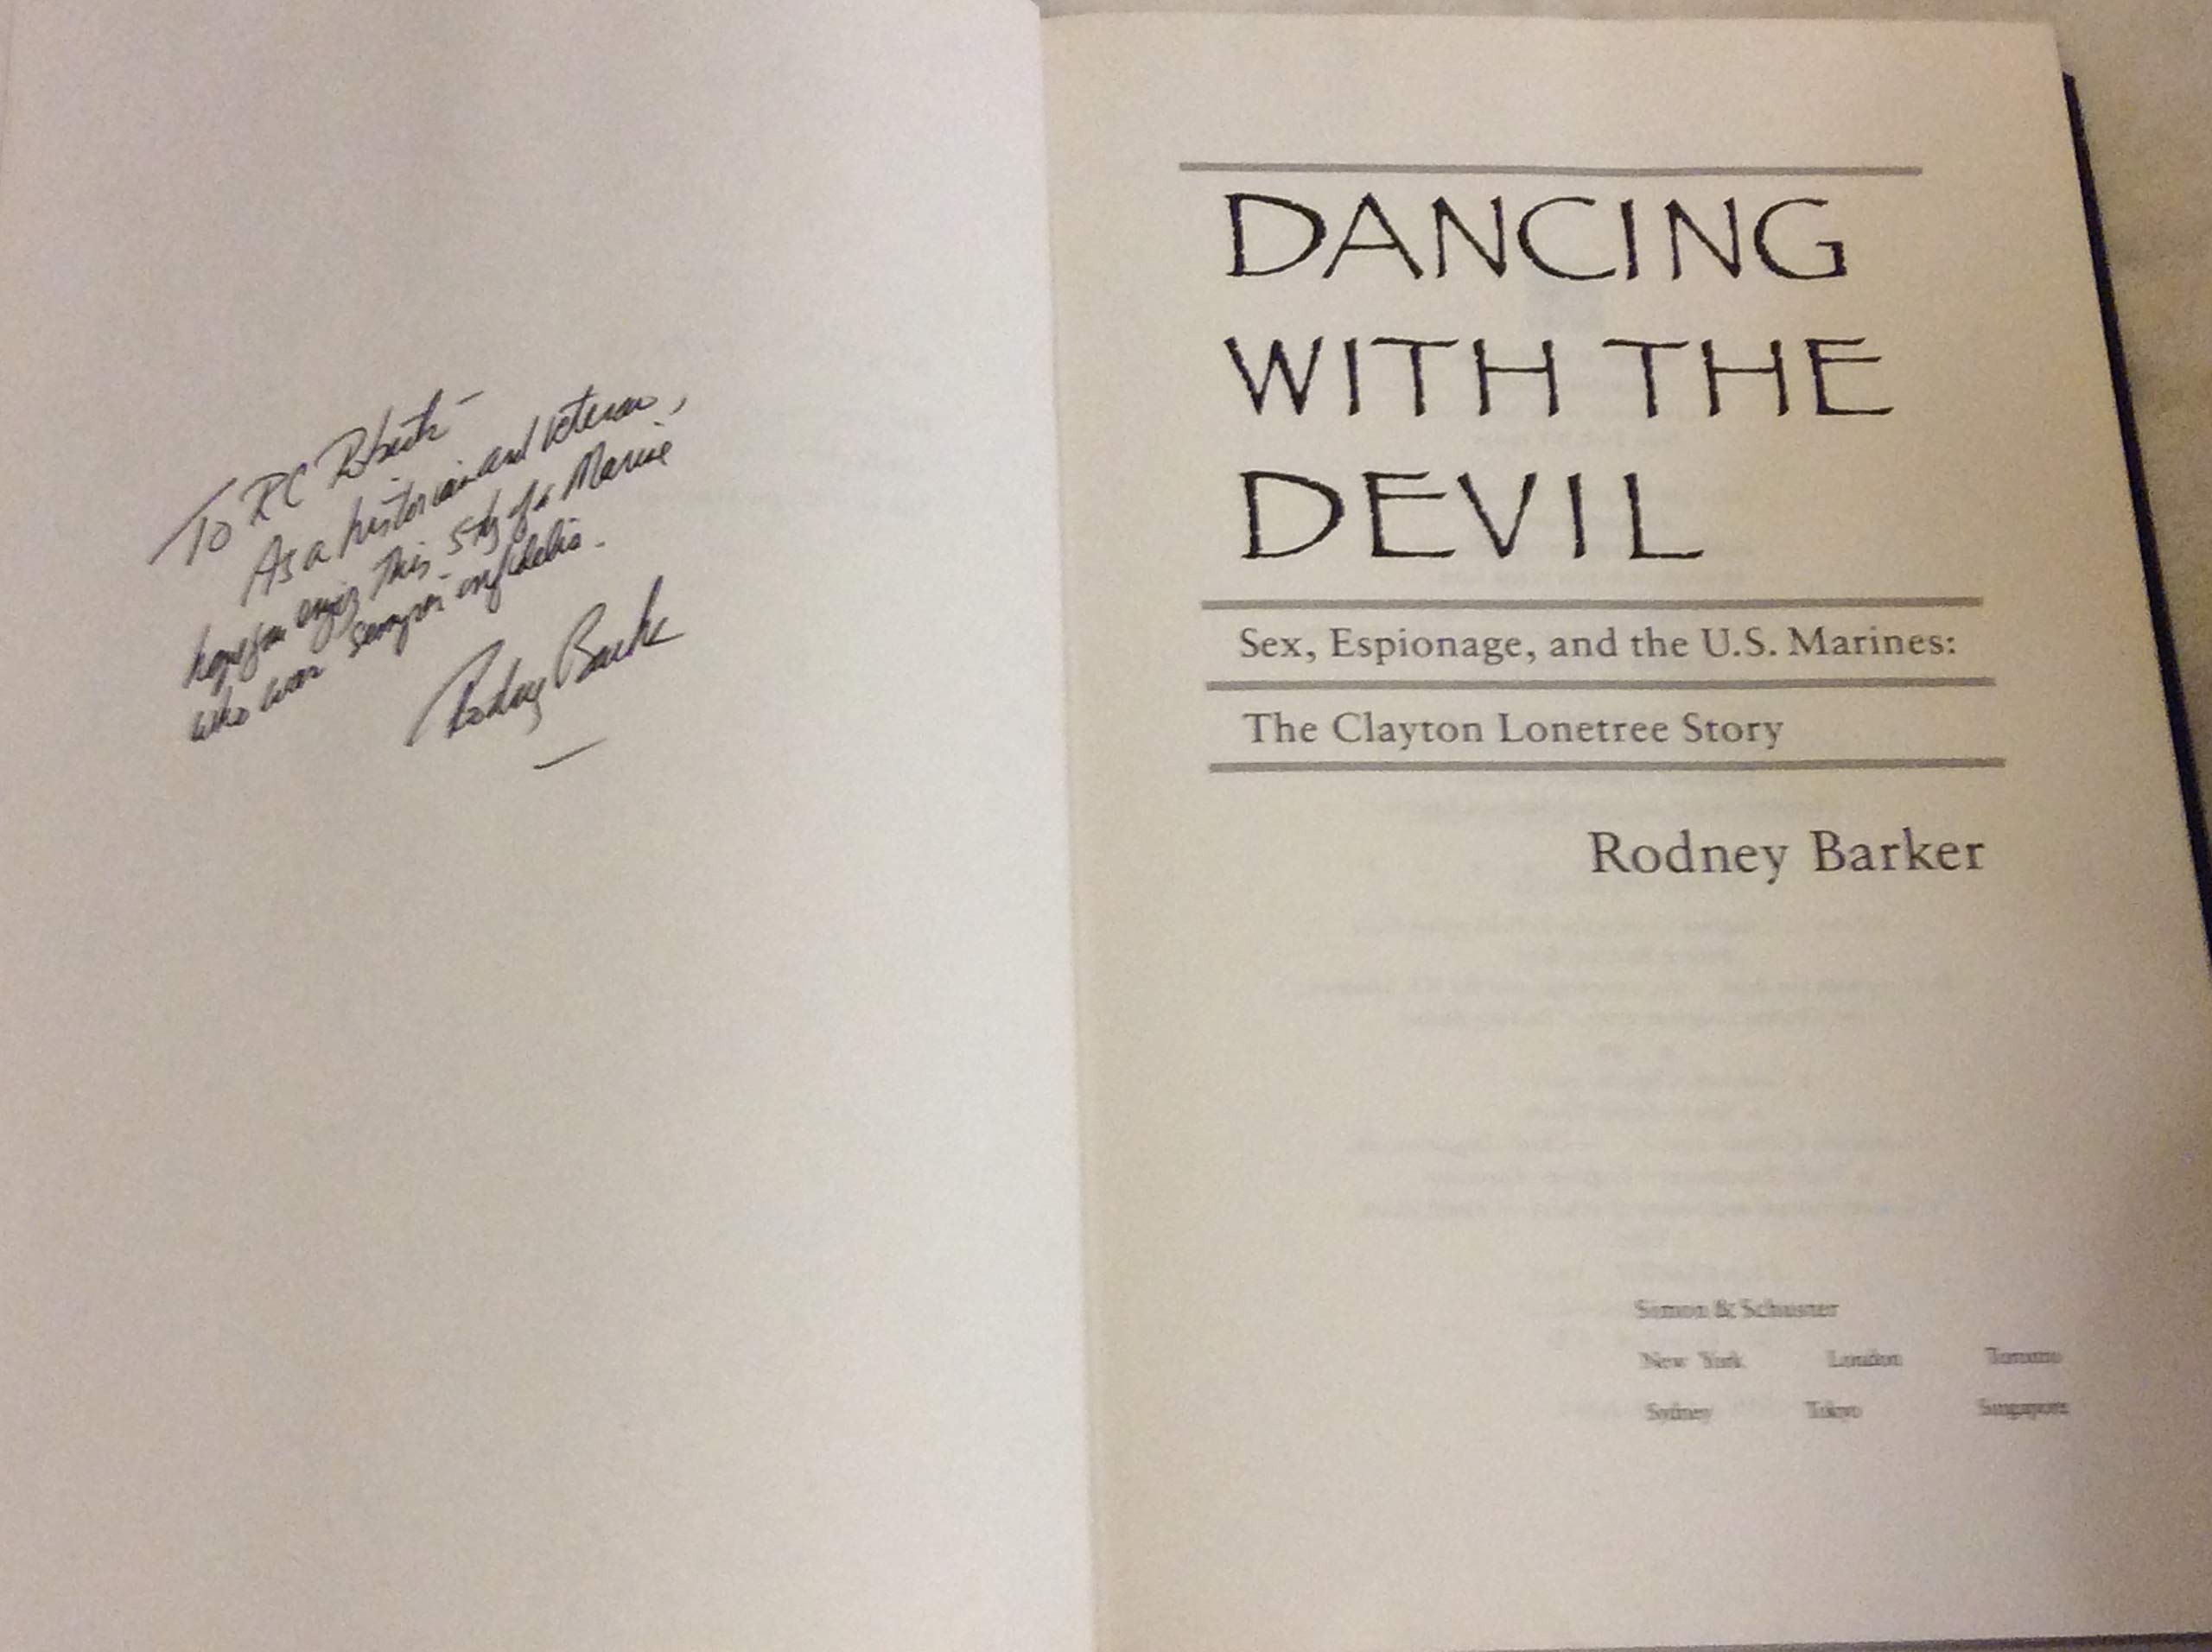 To RC Roberts –
As a historian and veteran,
hope you enjoy this story of a Marine
who was semper infidelis.
Rodney Barker
DANCING
WITH THE
DEVIL
Sex, Espionage, and the U.S. Marines:
The Clayton Lonetree Story
Rodney Barker
Simon & Schuster
New York London Toronto
Sydney Tokyo Singapore